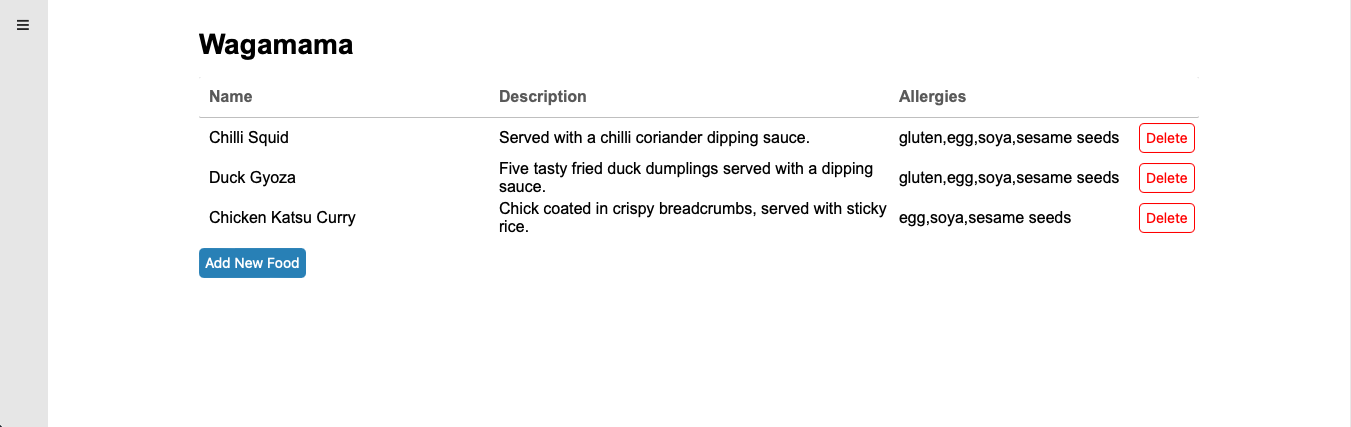 Wagamama
Name Description Allergies
Chilli Squid Served with a chilli coriander dipping sauce. gluten,egg,soya,sesame seeds Delete
Duck Gyoza Five tasty fried duck dumplings served with a dipping
sauce. gluten,egg,soya,sesame seeds Delete
Chicken Katsu Curry Chick coated in crispy breadcrumbs, served with sticky
rice. egg,soya,sesame seeds Delete
Add New Food